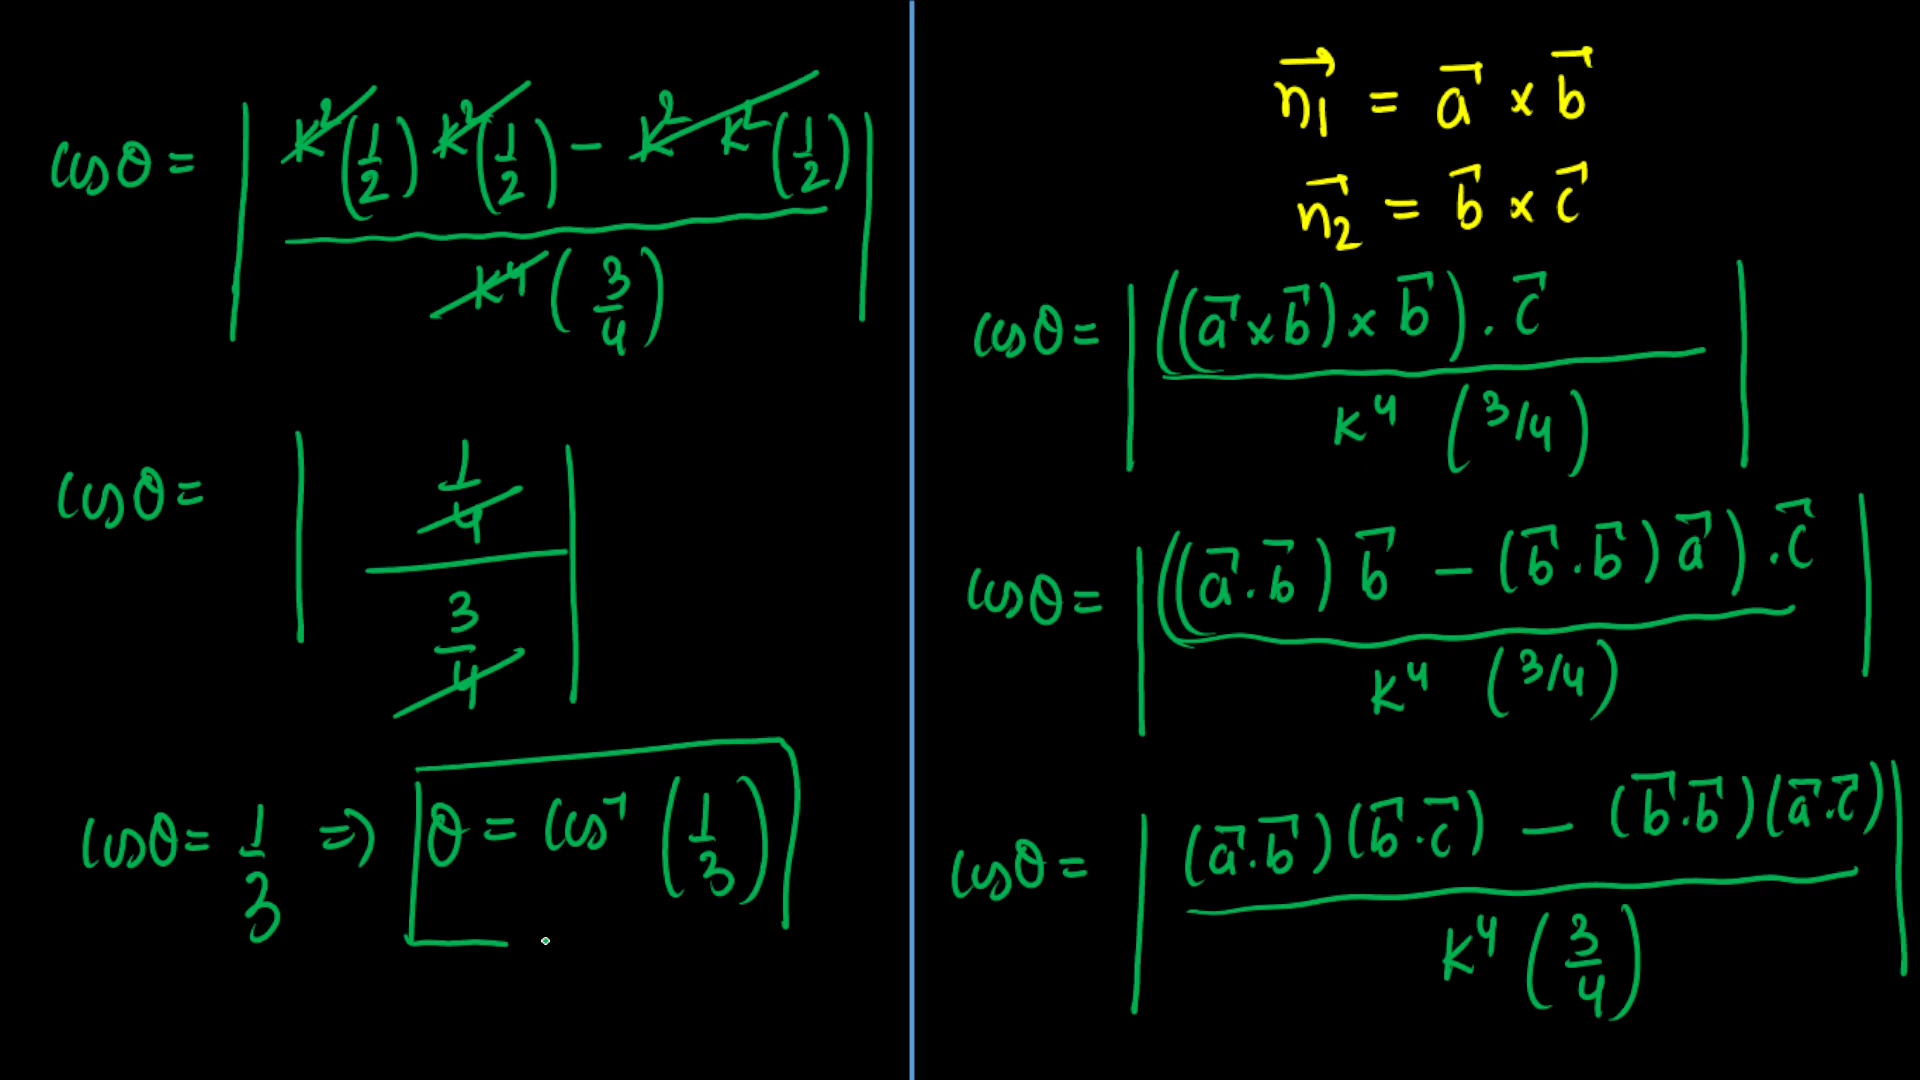 cosθ = | k²(1/2) k²(1/2) − k² k²(1/2) / k⁴(3/4) |
cosθ = | 1/4 / 3/4 |
cosθ = 1/3 ⇒ θ = cos⁻¹(1/3)
n₁⃗ = a⃗ × b⃗
n₂⃗ = b⃗ × c⃗
cosθ = | ((a⃗ × b⃗) × b⃗) . c⃗ / k⁴ (3/4) |
cosθ = | ((a⃗ . b⃗) b⃗ − (b⃗ . b⃗) a⃗) . c⃗ / k⁴ (3/4) |
cosθ = | (a⃗ . b⃗)(b⃗ . c⃗) − (b⃗ . b⃗)(a⃗ . c⃗) / k⁴ (3/4) |